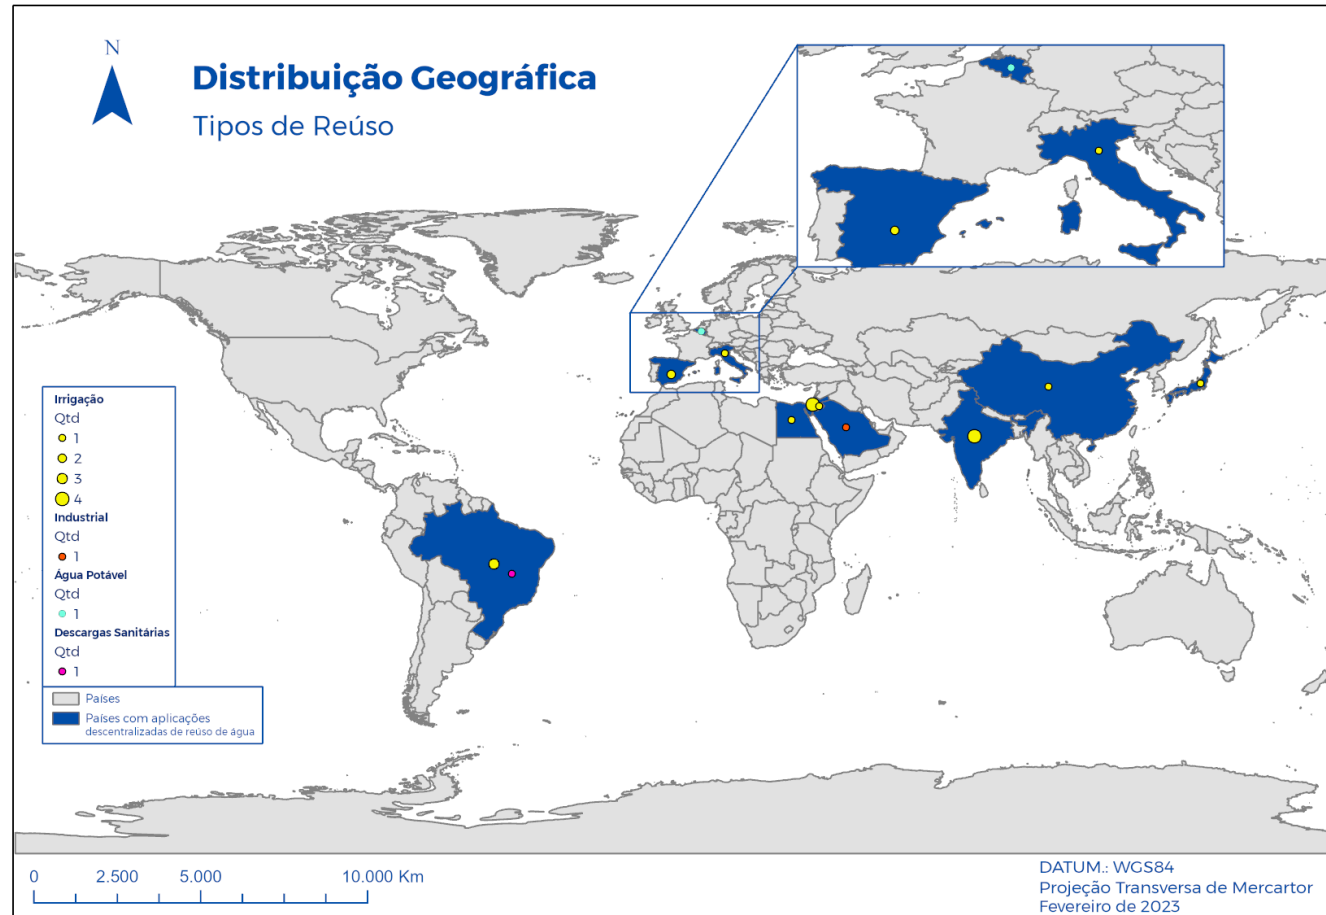 N
Distribuição Geográfica
Tipos de Reúso
Irrigação
Qtd
1
2
3
4
Industrial
Qtd
1
Água Potável
Qtd
1
Descargas Sanitárias
Qtd
1
Países
Países com aplicações
descentralizadas de reúso de água
0 2.500 5.000 10.000 Km
DATUM.: WGS84
Projeção Transversa de Mercartor
Fevereiro de 2023